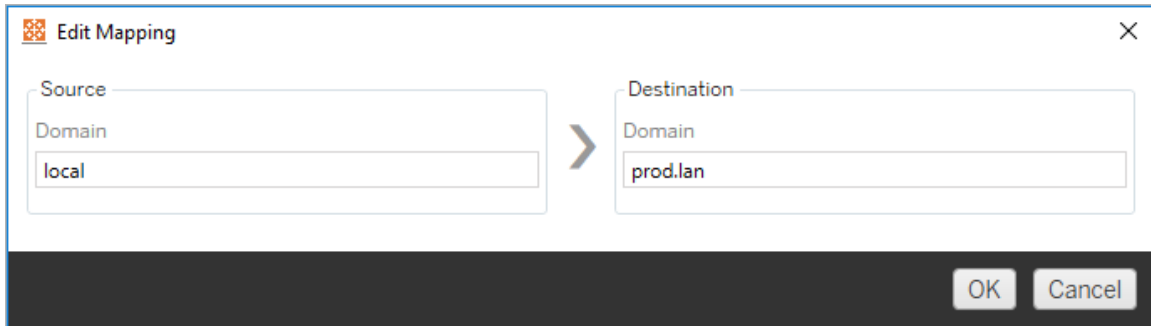 Edit Mapping
Source
Domain
local
Destination
Domain
prod.lan
OK
Cancel